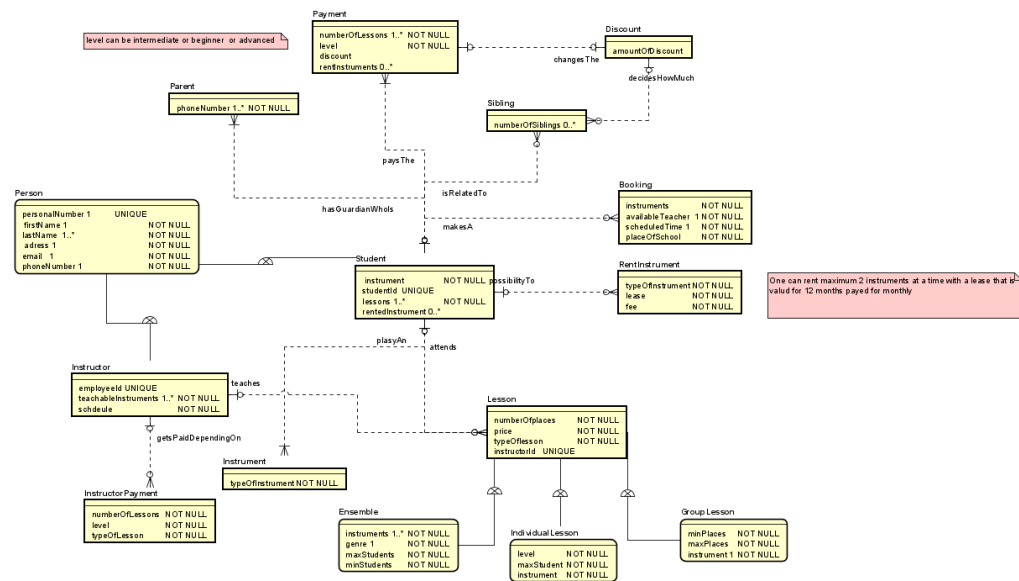 Payment
numberOfLessons 1..* NOT NULL
level NOT NULL
discount
rentInstruments 0..*
Discount
amountOfDiscount
level can be intermediate or beginner or advanced
changesThe
decidesHowMuch
Parent
phoneNumber 1..* NOT NULL
Sibling
numberOfSiblings 0..*
paysThe
isRelatedTo
Person
personalNumber 1 UNIQUE
firstName 1 NOT NULL
lastName 1..* NOT NULL
adress 1 NOT NULL
email 1 NOT NULL
phoneNumber 1 NOT NULL
hasGuardianWhoIs
makesA
Booking
instruments NOT NULL
availableTeacher 1 NOT NULL
scheduledTime 1 NOT NULL
placeOfSchool NOT NULL
Student
instrument NOT NULL
studentId UNIQUE
lessons 1..* NOT NULL
rentedInstrument 0..*
possibilityTo
RentInstrument
typeOfInstrument NOT NULL
lease NOT NULL
fee NOT NULL
One can rent maximum 2 instruments at a time with a lease that is
valud for 12 months payed for monthly
plasyAn
attends
Instructor
employeeId UNIQUE
teachableInstruments 1..* NOT NULL
schdeule NOT NULL
teaches
getsPaidDependingOn
Lesson
numberOfplaces NOT NULL
price NOT NULL
typeOflesson NOT NULL
instructorId UNIQUE
Instrument
typeOfInstrument NOT NULL
InstructorPayment
numberOfLessons NOT NULL
level NOT NULL
typeOfLesson NOT NULL
Ensemble
instruments 1..* NOT NULL
genre 1 NOT NULL
maxStudents NOT NULL
minStudents NOT NULL
Individual Lesson
level NOT NULL
maxStudent NOT NULL
instrument NOT NULL
Group Lesson
minPlaces NOT NULL
maxPlaces NOT NULL
instrument 1 NOT NULL